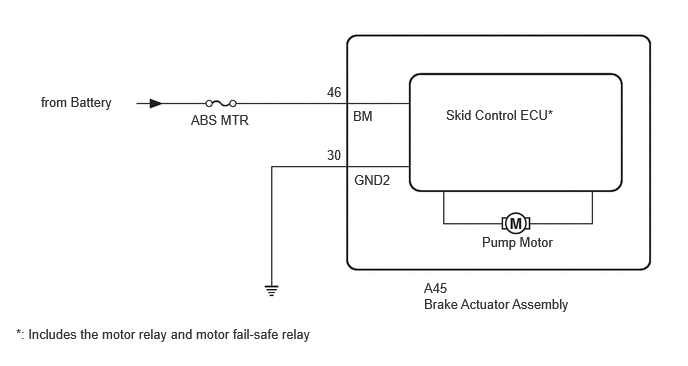 from Battery
ABS MTR
46
BM
30
GND2
Skid Control ECU*
M
Pump Motor
A45
Brake Actuator Assembly
*: Includes the motor relay and motor fail-safe relay